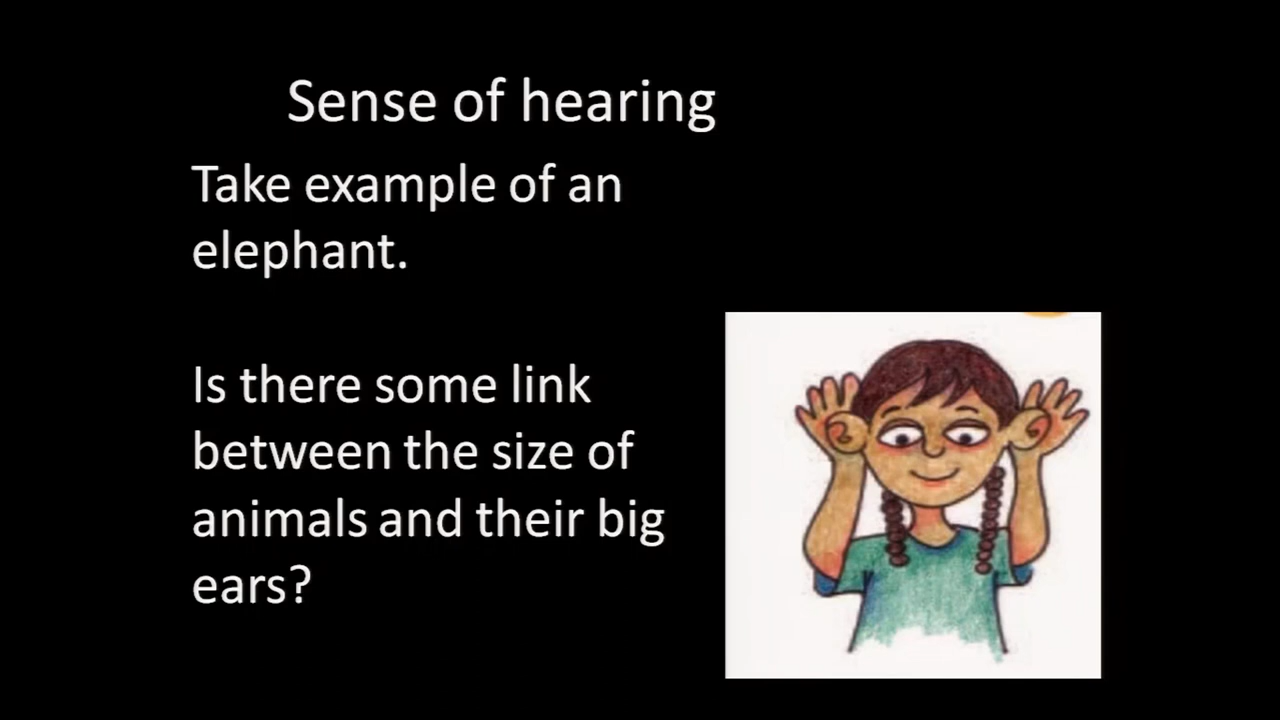 Sense of hearing
Take example of an
elephant.
Is there some link
between the size of
animals and their big
ears?